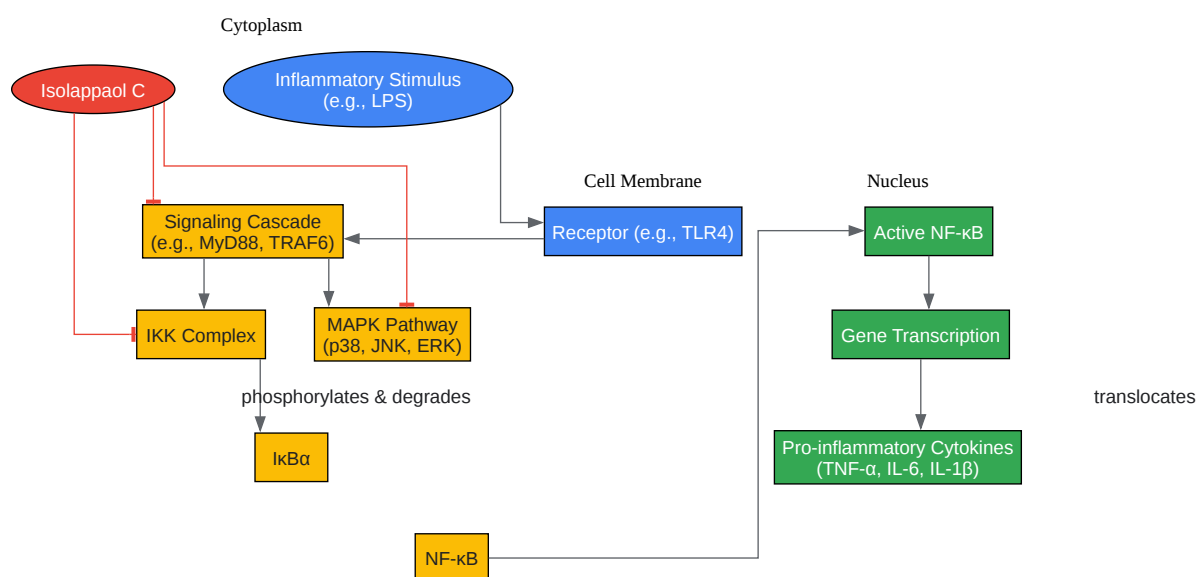 Cytoplasm
Isolappaol C
Inflammatory Stimulus
(e.g., LPS)
Cell Membrane
Nucleus
Signaling Cascade
(e.g., MyD88, TRAF6)
Receptor (e.g., TLR4)
Active NF-κB
IKK Complex
MAPK Pathway
(p38, JNK, ERK)
Gene Transcription
phosphorylates & degrades
translocates
IκBα
Pro-inflammatory Cytokines
(TNF-α, IL-6, IL-1β)
NF-κB